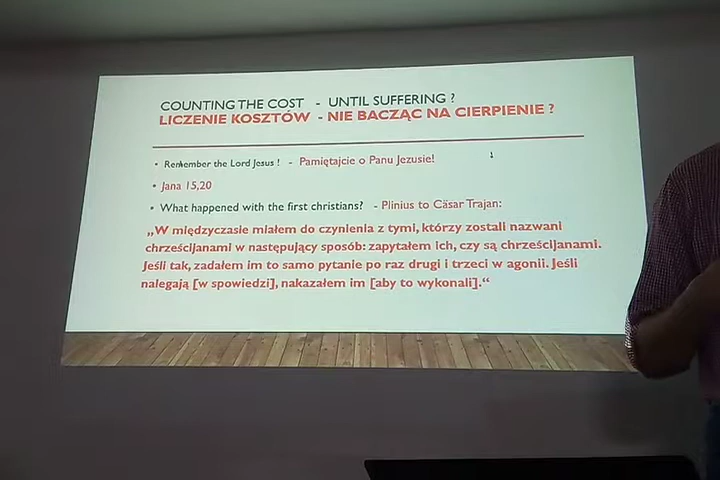 COUNTING THE COST - UNTIL SUFFERING ?
LICZENIE KOSZTÓW - NIE BACZĄC NA CIERPIENIE ?
• Remember the Lord Jesus ! - Pamiętajcie o Panu Jezusie!
• Jana 15,20
• What happened with the first christians? - Plinius to Cäsar Trajan:
„W międzyczasie miałem do czynienia z tymi, którzy zostali nazwani
chrześcijanami w następujący sposób: zapytałem ich, czy są chrześcijanami.
Jeśli tak, zadałem im to samo pytanie po raz drugi i trzeci w agonii. Jeśli
nalegają [w spowiedzi], nakazałem im [aby to wykonali].“